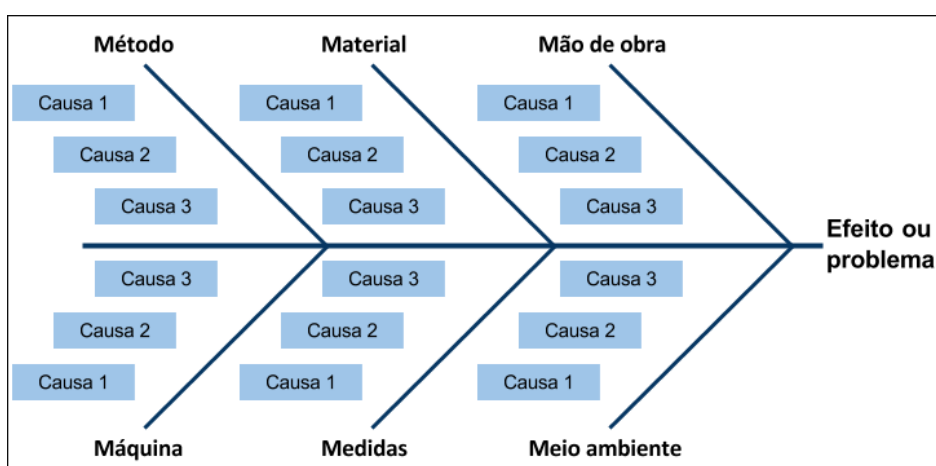 Método
Material
Mão de obra
Causa 1
Causa 1
Causa 1
Causa 2
Causa 2
Causa 2
Causa 3
Causa 3
Causa 3
Efeito ou
problema
Causa 3
Causa 3
Causa 3
Causa 2
Causa 2
Causa 2
Causa 1
Causa 1
Causa 1
Máquina
Medidas
Meio ambiente